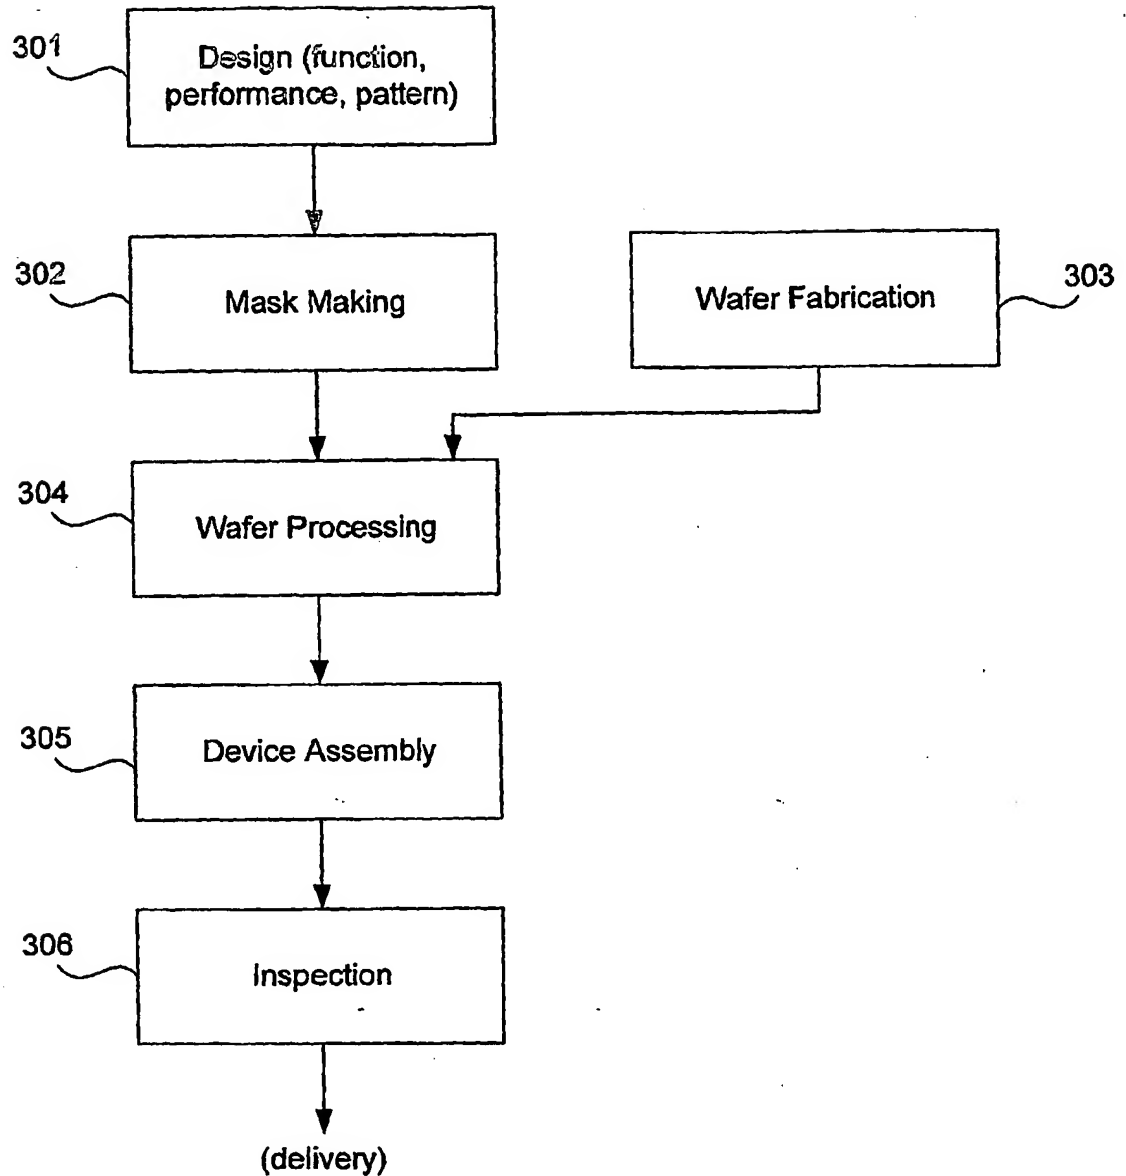 301
Design (function,
performance, pattern)
302
Mask Making
Wafer Fabrication
303
304
Wafer Processing
305
Device Assembly
306
Inspection
(delivery)